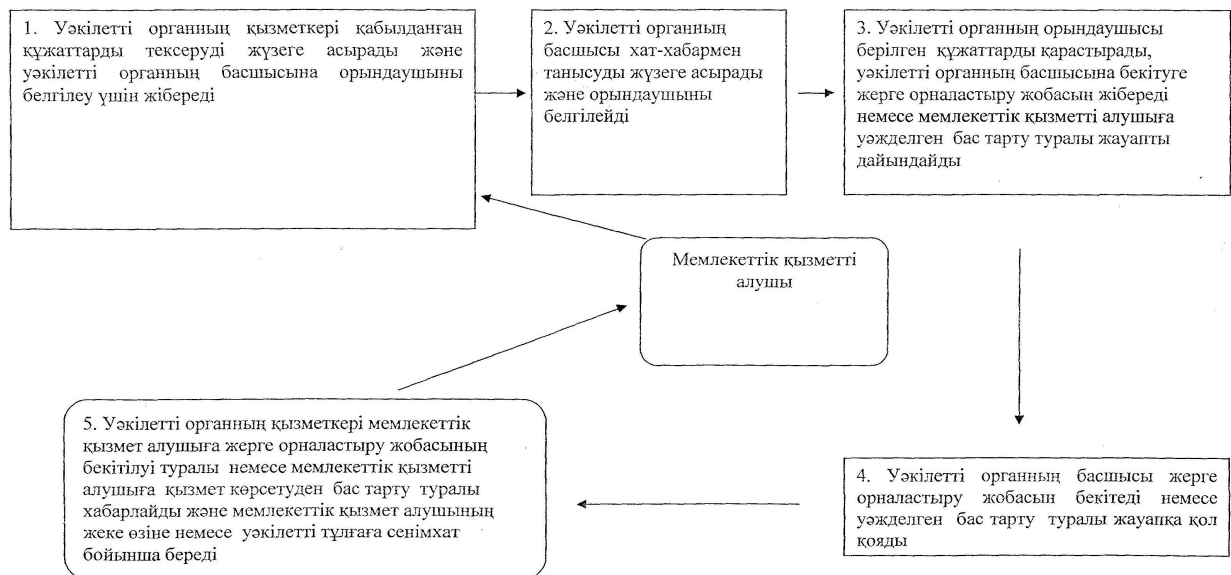 1. Уәкілетті органның қызметкері қабылданған
құжаттарды тексеруді жүзеге асырады және
уәкілетті органның басшысына орындаушыны
белгілеу үшін жібереді
2. Уәкілетті органның
басшысы хат-хабармен
танысуды жүзеге асырады
және орындаушыны
белгілейді
3. Уәкілетті органның орындаушысы
берілген құжаттарды қарастырады,
уәкілетті органның басшысына бекітуге
жерге орналастыру жобасын жібереді
немесе мемлекеттік қызметті алушыға
уәжделген бас тарту туралы жауапты
дайындайды
Мемлекеттік қызметті
алушы
5. Уәкілетті органның қызметкері мемлекеттік
қызмет алушыға жерге орналастыру жобасының
бекітілуі туралы немесе мемлекеттік қызметті
алушыға қызмет көрсетуден бас тарту туралы
хабарлайды және мемлекеттік қызмет алушының
жеке өзіне немесе уәкілетті тұлғаға сенімхат
бойынша береді
4. Уәкілетті органның басшысы жерге
орналастыру жобасын бекітеді немесе
уәжделген бас тарту туралы жауапқа қол
қояды